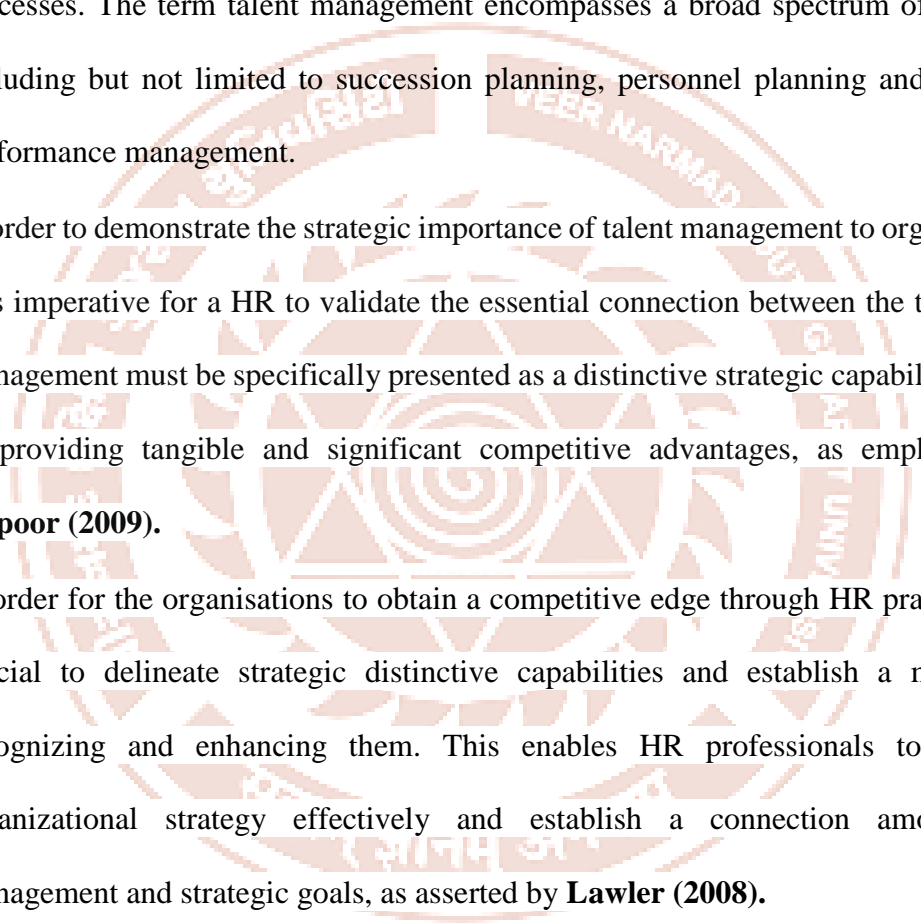 cesses. The term talent management encompasses a broad spectrum of
luding but not limited to succession planning, personnel planning and
formance management.
order to demonstrate the strategic importance of talent management to org
s imperative for a HR to validate the essential connection between the t
nagement must be specifically presented as a distinctive strategic capabil
providing tangible and significant competitive advantages, as emph
poor (2009).
order for the organisations to obtain a competitive edge through HR pra
cial to delineate strategic distinctive capabilities and establish a
ognizing and enhancing them. This enables HR professionals to
anizational strategy effectively and establish a connection amo
nagement and strategic goals, as asserted by Lawler (2008).
VEER NARMAD
GUJARAT UNIVERS